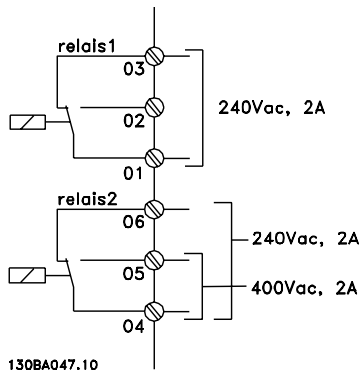 relais1
03
02
240Vac, 2A
01
relais2
06
240Vac, 2A
05
400Vac, 2A
04
130BA047.10